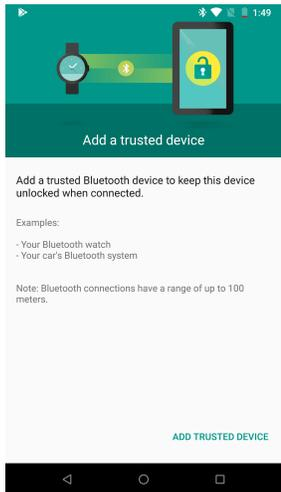 1:49
Add a trusted device
Add a trusted Bluetooth device to keep this device
unlocked when connected.
Examples:
- Your Bluetooth watch
- Your car's Bluetooth system
Note: Bluetooth connections have a range of up to 100
meters.
ADD TRUSTED DEVICE